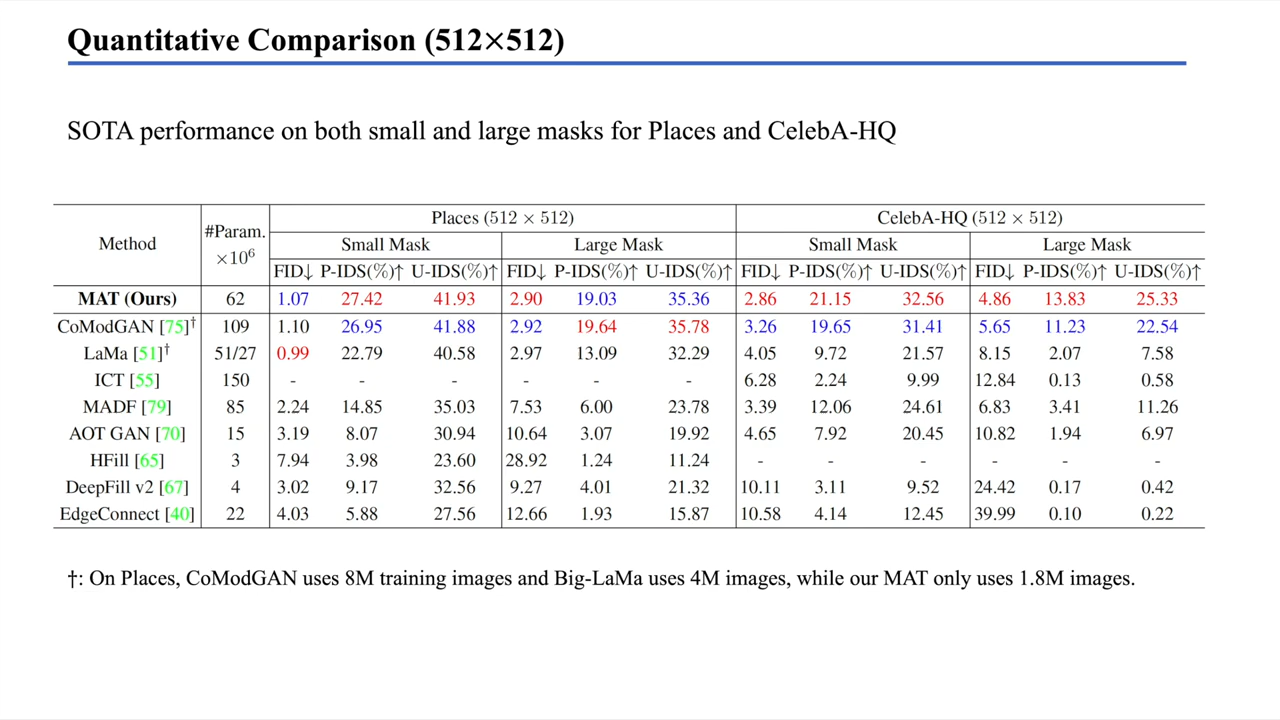 Quantitative Comparison (512×512)
SOTA performance on both small and large masks for Places and CelebA-HQ
Method #Param. ×10⁶ Places (512 × 512) CelebA-HQ (512 × 512)
Small Mask Large Mask Small Mask Large Mask
FID↓ P-IDS(%)↑ U-IDS(%)↑ FID↓ P-IDS(%)↑ U-IDS(%)↑ FID↓ P-IDS(%)↑ U-IDS(%)↑ FID↓ P-IDS(%)↑ U-IDS(%)↑
MAT (Ours) 62 1.07 27.42 41.93 2.90 19.03 35.36 2.86 21.15 32.56 4.86 13.83 25.33
CoModGAN [75]† 109 1.10 26.95 41.88 2.92 19.64 35.78 3.26 19.65 31.41 5.65 11.23 22.54
LaMa [51]† 51/27 0.99 22.79 40.58 2.97 13.09 32.29 4.05 9.72 21.57 8.15 2.07 7.58
ICT [55] 150 - - - - - - 6.28 2.24 9.99 12.84 0.13 0.58
MADF [79] 85 2.24 14.85 35.03 7.53 6.00 23.78 3.39 12.06 24.61 6.83 3.41 11.26
AOT GAN [70] 15 3.19 8.07 30.94 10.64 3.07 19.92 4.65 7.92 20.45 10.82 1.94 6.97
HFill [65] 3 7.94 3.98 23.60 28.92 1.24 11.24 - - - - - -
DeepFill v2 [67] 4 3.02 9.17 32.56 9.27 4.01 21.32 10.11 3.11 9.52 24.42 0.17 0.42
EdgeConnect [40] 22 4.03 5.88 27.56 12.66 1.93 15.87 10.58 4.14 12.45 39.99 0.10 0.22
†: On Places, CoModGAN uses 8M training images and Big-LaMa uses 4M images, while our MAT only uses 1.8M images.